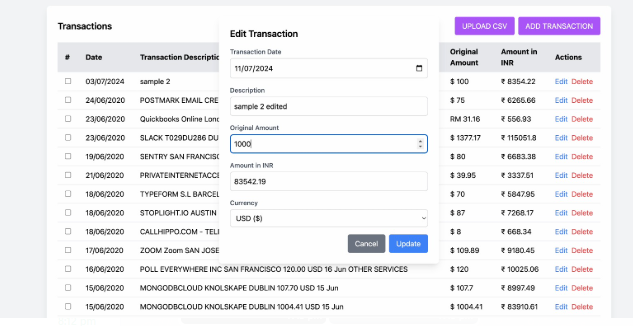 Transactions
UPLOAD CSV
ADD TRANSACTION
Edit Transaction
Transaction Date
11/07/2024
Description
sample 2 edited
Original Amount
1000
Amount in INR
83542.19
Currency
USD ($)
Cancel
Update
# Date Transaction Original Amount Amount in INR Actions
03/07/2024 sample 2 $ 100 ₹ 8354.22 Edit Delete
24/06/2020 POSTMARK EMAIL CRE $ 75 ₹ 6265.66 Edit Delete
23/06/2020 Quickbooks Online RM 31.16 ₹ 556.93 Edit Delete
23/06/2020 SLACK T029DU286 $ 1377.17 ₹ 115051.8 Edit Delete
19/06/2020 SENTRY SAN $ 80 ₹ 6683.38 Edit Delete
21/06/2020 $ 39.95 ₹ 3337.51 Edit Delete
18/06/2020 TYPEFORM S.L $ 70 ₹ 5847.95 Edit Delete
18/06/2020 STOPLIGHT.IO AUSTIN $ 87 ₹ 7268.17 Edit Delete
18/06/2020 CALLHIPPO.COM - $ 8 ₹ 668.34 Edit Delete
17/06/2020 ZOOM Zoom SAN JOSE $ 109.89 ₹ 9180.45 Edit Delete
16/06/2020 POLL EVERYWHERE INC SAN FRANCISCO 120.00 USD 16 Jun OTHER SERVICES $ 120 ₹ 10025.06 Edit Delete
15/06/2020 MONGODBCLOUD KNOLSKAPE DUBLIN 107.70 USD 15 Jun $ 107.7 ₹ 8997.49 Edit Delete
15/06/2020 MONGODBCLOUD KNOLSKAPE DUBLIN 1004.41 USD 15 Jun $ 1004.41 ₹ 83910.61 Edit Delete